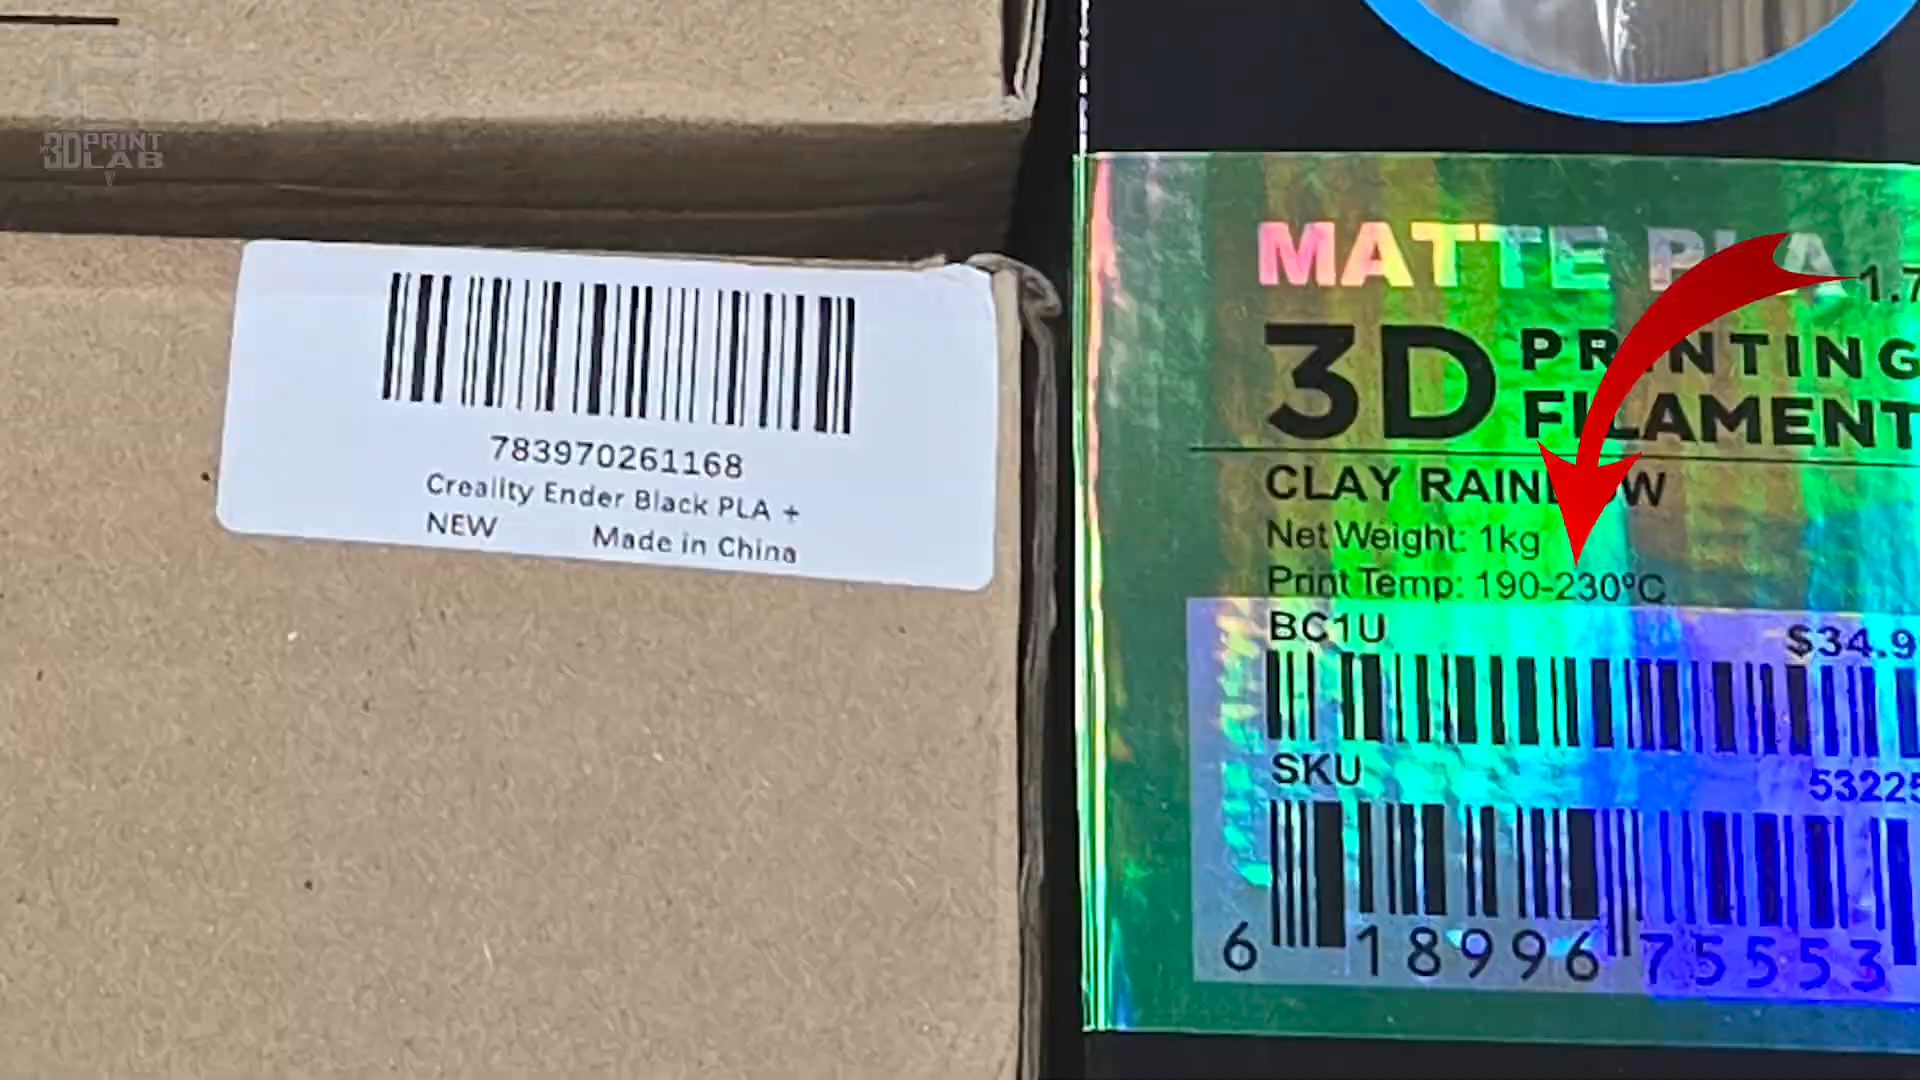 MY 3D PRINT LAB
783970261168
Creality Ender Black PLA +
NEW Made in China
MATTE PLA
1.7
3D PRINTING FILAMENT
CLAY RAINBOW
Net Weight: 1kg
Print Temp: 190-230ºC
BC1U $34.9
SKU 53225
6 18996 75553